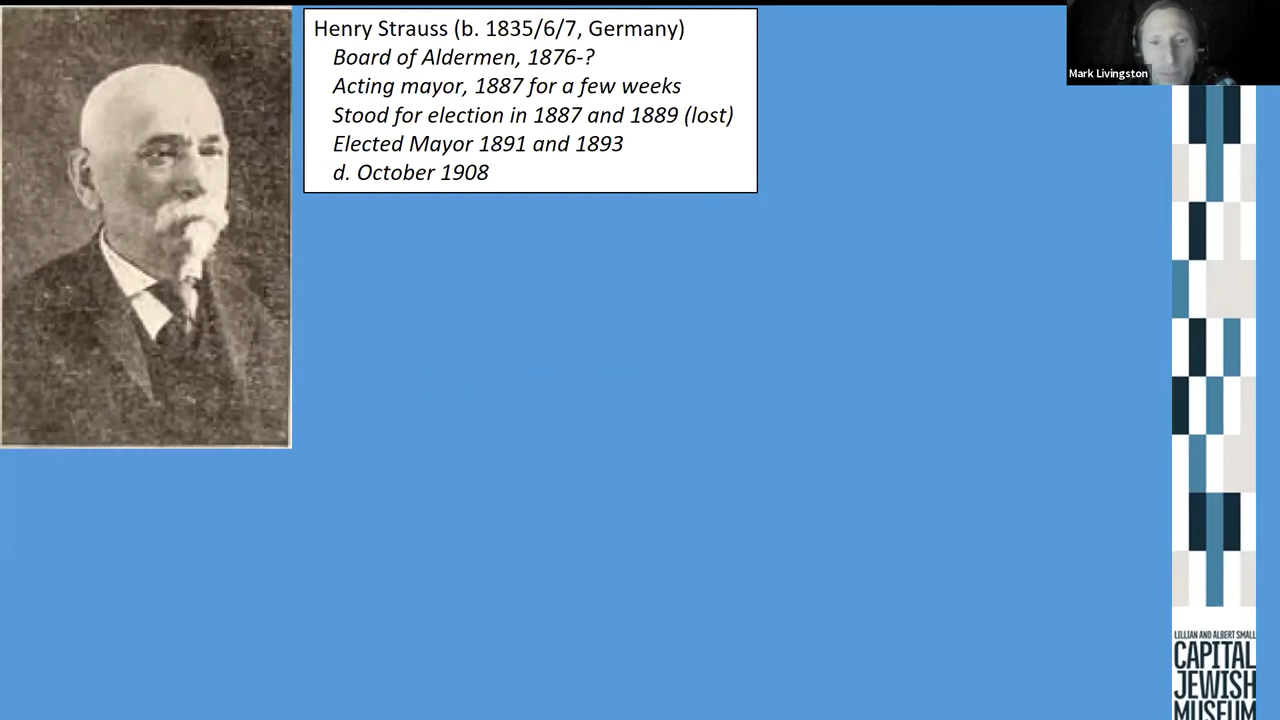 Henry Strauss (b. 1835/6/7, Germany)
Board of Aldermen, 1876-?
Acting mayor, 1887 for a few weeks
Stood for election in 1887 and 1889 (lost)
Elected Mayor 1891 and 1893
d. October 1908
Mark Livingston
LILLIAN AND ALBERT SMALL
CAPITAL
JEWISH
MUSEUM